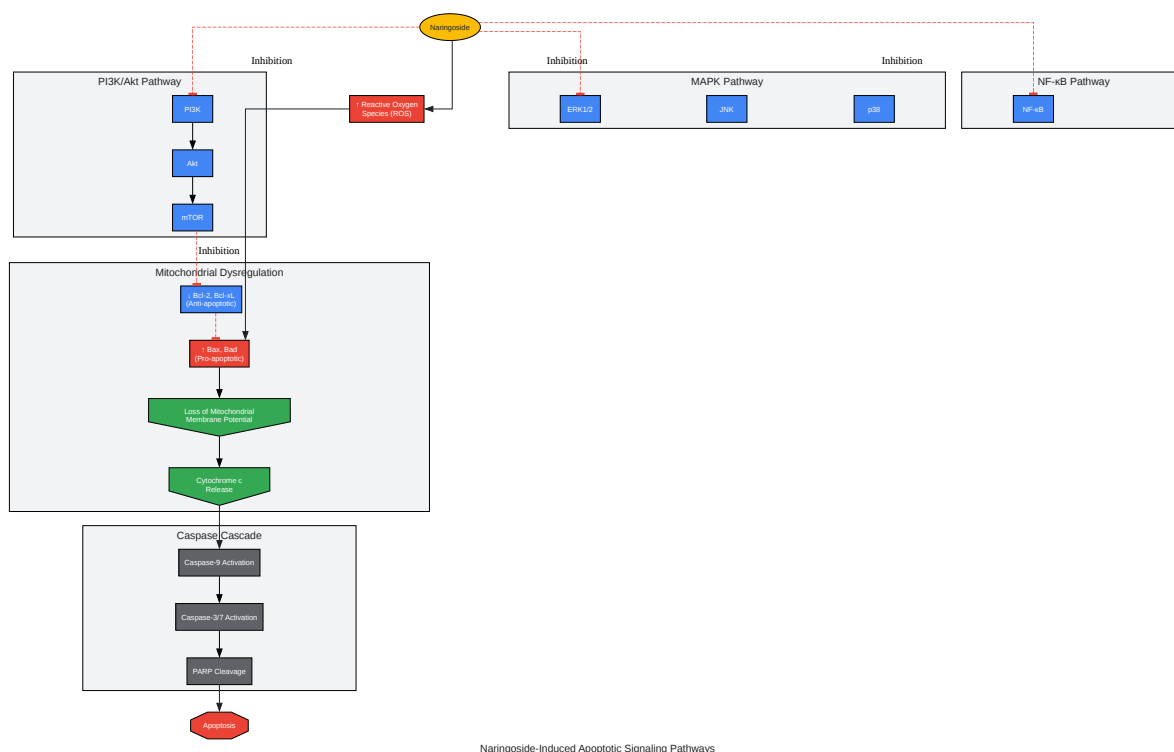 Naringoside
Inhibition
Inhibition
Inhibition
PI3K/Akt Pathway
MAPK Pathway
NF-κB Pathway
PI3K
↑ Reactive Oxygen
Species (ROS)
ERK1/2
JNK
p38
NF-κB
Akt
mTOR
Inhibition
Mitochondrial Dysregulation
↓ Bcl-2, Bcl-xL
(Anti-apoptotic)
↑ Bax, Bad
(Pro-apoptotic)
Loss of Mitochondrial
Membrane Potential
Cytochrome c
Release
Caspase Cascade
Caspase-9 Activation
Caspase-3/7 Activation
PARP Cleavage
Apoptosis
Naringoside-Induced Apoptotic Signaling Pathways